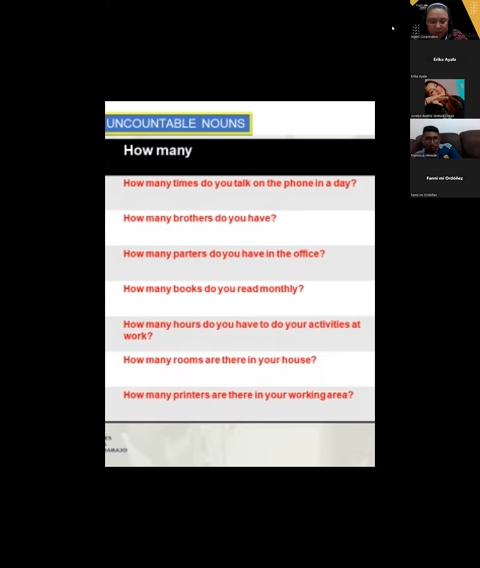 UNCOUNTABLE NOUNS
How many
How many times do you talk on the phone in a day?
How many brothers do you have?
How many parters do you have in the office?
How many books do you read monthly?
How many hours do you have to do your activities at
work?
How many rooms are there in your house?
How many printers are there in your working area?
Erika Ayala
Erika Ayala
Fanni mi Ordóñez
Fanni mi Ordóñez